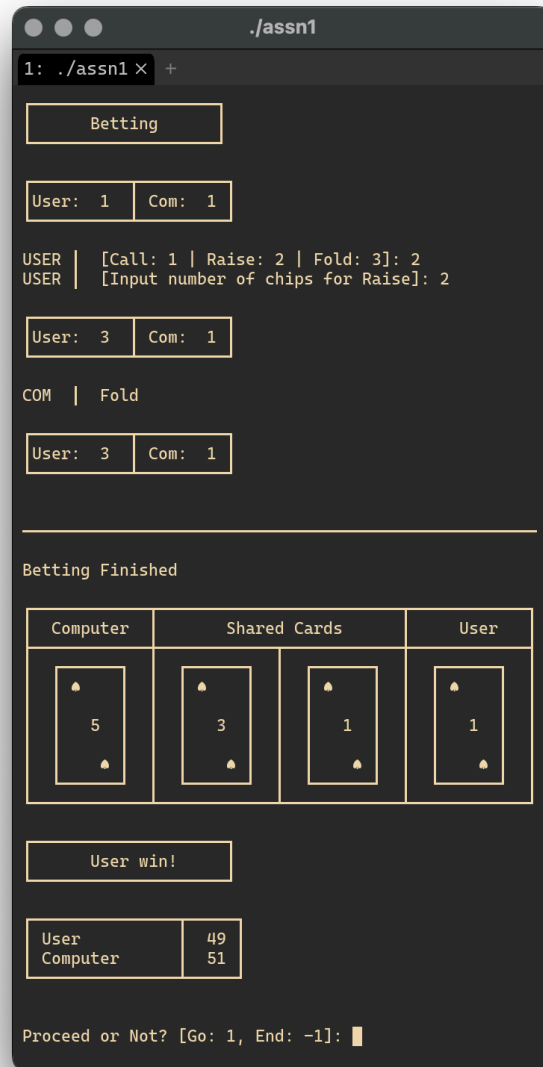 ./assn1
1: ./assn1 × +
Betting
User: 1 Com: 1
USER | [Call: 1 | Raise: 2 | Fold: 3]: 2
USER | [Input number of chips for Raise]: 2
User: 3 Com: 1
COM | Fold
User: 3 Com: 1
Betting Finished
Computer Shared Cards User
♠ ♠ ♠ ♠
5 3 1 1
♠ ♠ ♠ ♠
User win!
User 49
Computer 51
Proceed or Not? [Go: 1, End: -1]: